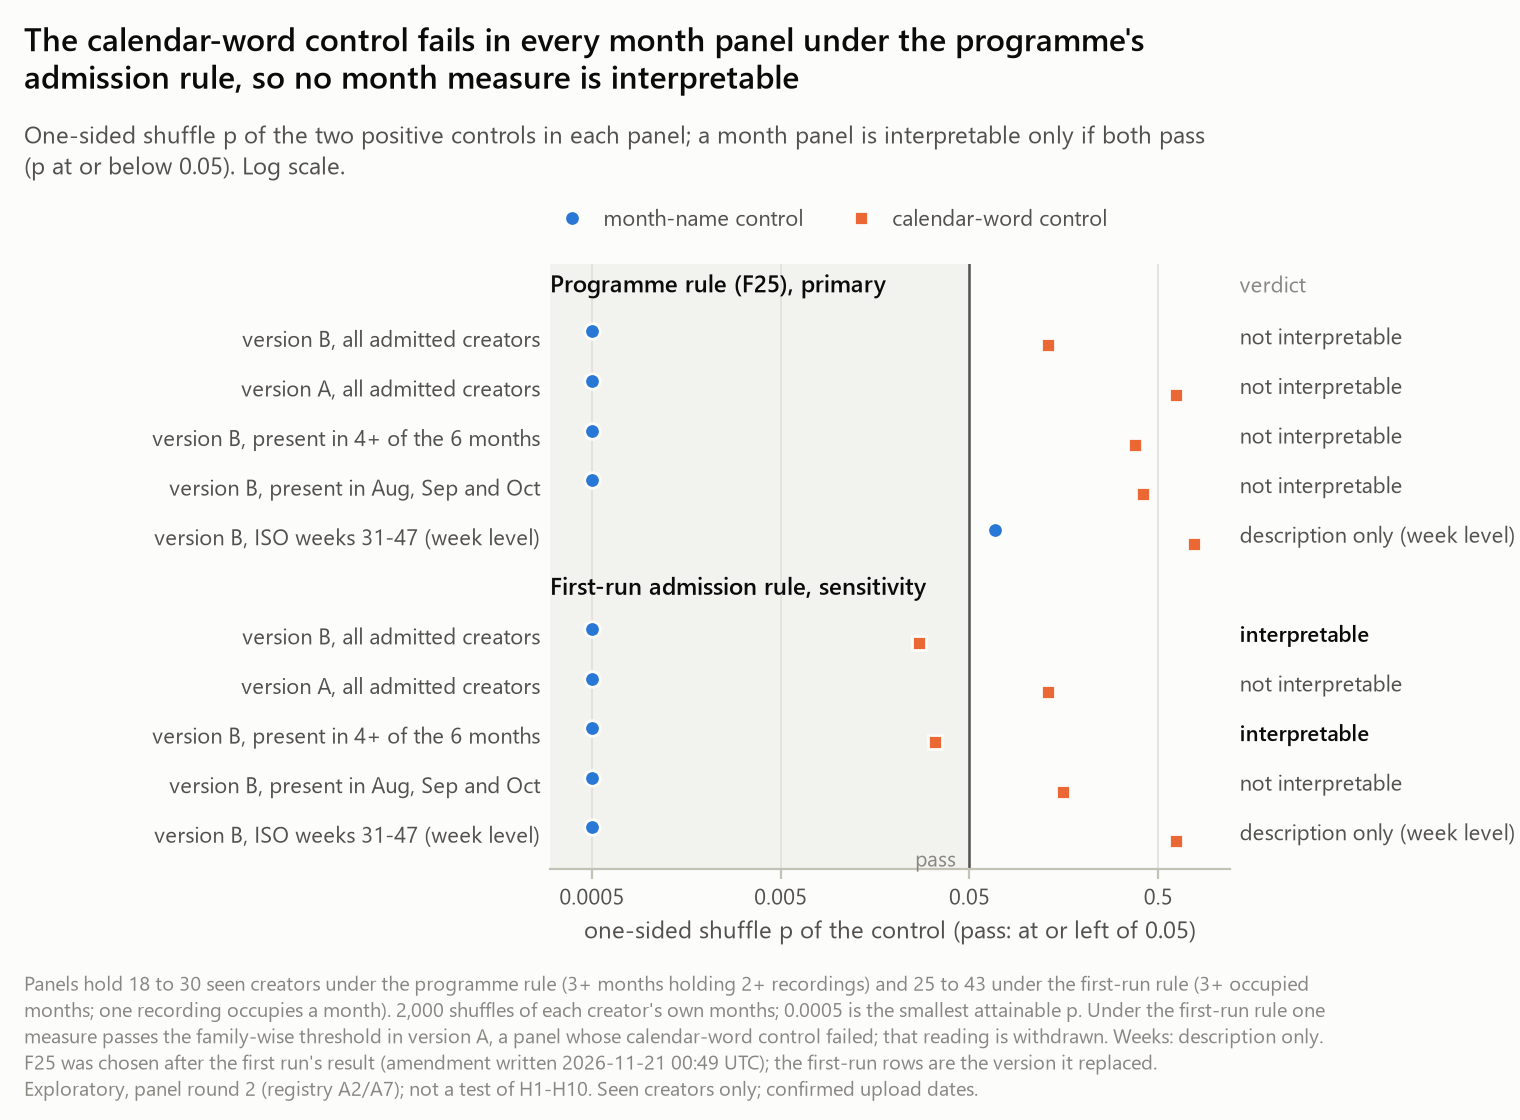 The calendar-word control fails in every month panel under the programme's
admission rule, so no month measure is interpretable
One-sided shuffle p of the two positive controls in each panel; a month panel is interpretable only if both pass
(p at or below 0.05). Log scale.
month-name control
calendar-word control
Programme rule (F25), primary
verdict
version B, all admitted creators
not interpretable
version A, all admitted creators
not interpretable
version B, present in 4+ of the 6 months
not interpretable
version B, present in Aug, Sep and Oct
not interpretable
version B, ISO weeks 31-47 (week level)
description only (week level)
First-run admission rule, sensitivity
version B, all admitted creators
interpretable
version A, all admitted creators
not interpretable
version B, present in 4+ of the 6 months
interpretable
version B, present in Aug, Sep and Oct
not interpretable
version B, ISO weeks 31-47 (week level)
description only (week level)
pass
0.0005
0.005
0.05
0.5
one-sided shuffle p of the control (pass: at or left of 0.05)
Panels hold 18 to 30 seen creators under the programme rule (3+ months holding 2+ recordings) and 25 to 43 under the first-run rule (3+ occupied
months; one recording occupies a month). 2,000 shuffles of each creator's own months; 0.0005 is the smallest attainable p. Under the first-run rule one
measure passes the family-wise threshold in version A, a panel whose calendar-word control failed; that reading is withdrawn. Weeks: description only.
F25 was chosen after the first run's result (amendment written 2026-11-21 00:49 UTC); the first-run rows are the version it replaced.
Exploratory, panel round 2 (registry A2/A7); not a test of H1-H10. Seen creators only; confirmed upload dates.